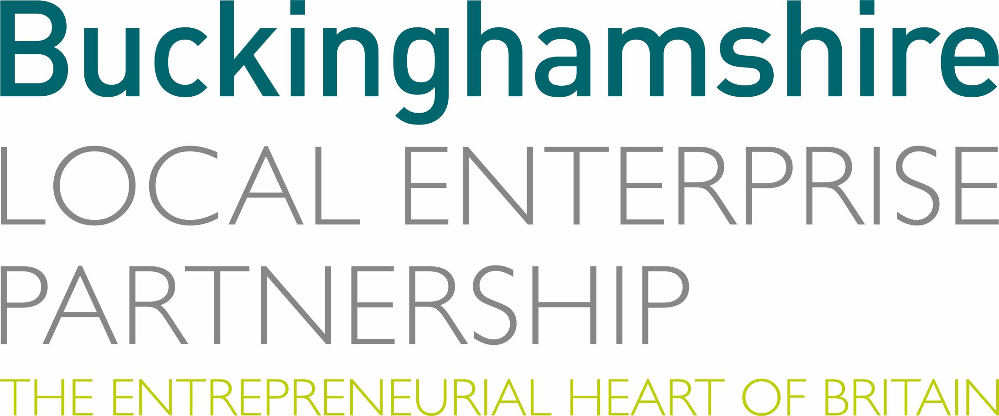 Buckinghamshire
LOCAL ENTERPRISE
PARTNERSHIP
THE ENTREPRENEURIAL HEART OF BRITAIN